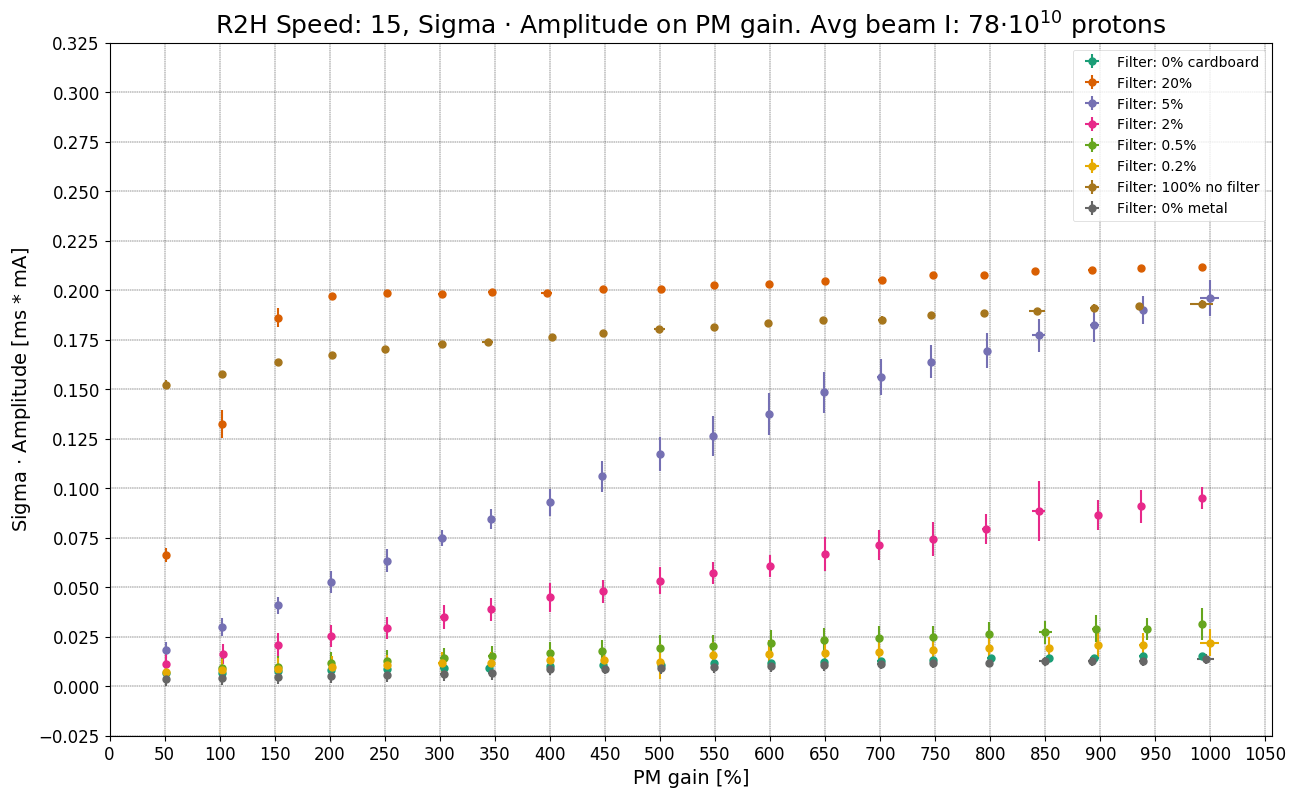 R2H Speed: 15, Sigma · Amplitude on PM gain. Avg beam I: 78·10^10 protons
Filter: 0% cardboard
Filter: 20%
Filter: 5%
Filter: 2%
Filter: 0.5%
Filter: 0.2%
Filter: 100% no filter
Filter: 0% metal
Sigma · Amplitude [ms * mA]
0.325
0.300
0.275
0.250
0.225
0.200
0.175
0.150
0.125
0.100
0.075
0.050
0.025
0.000
−0.025
0 50 100 150 200 250 300 350 400 450 500 550 600 650 700 750 800 850 900 950 1000 1050
PM gain [%]